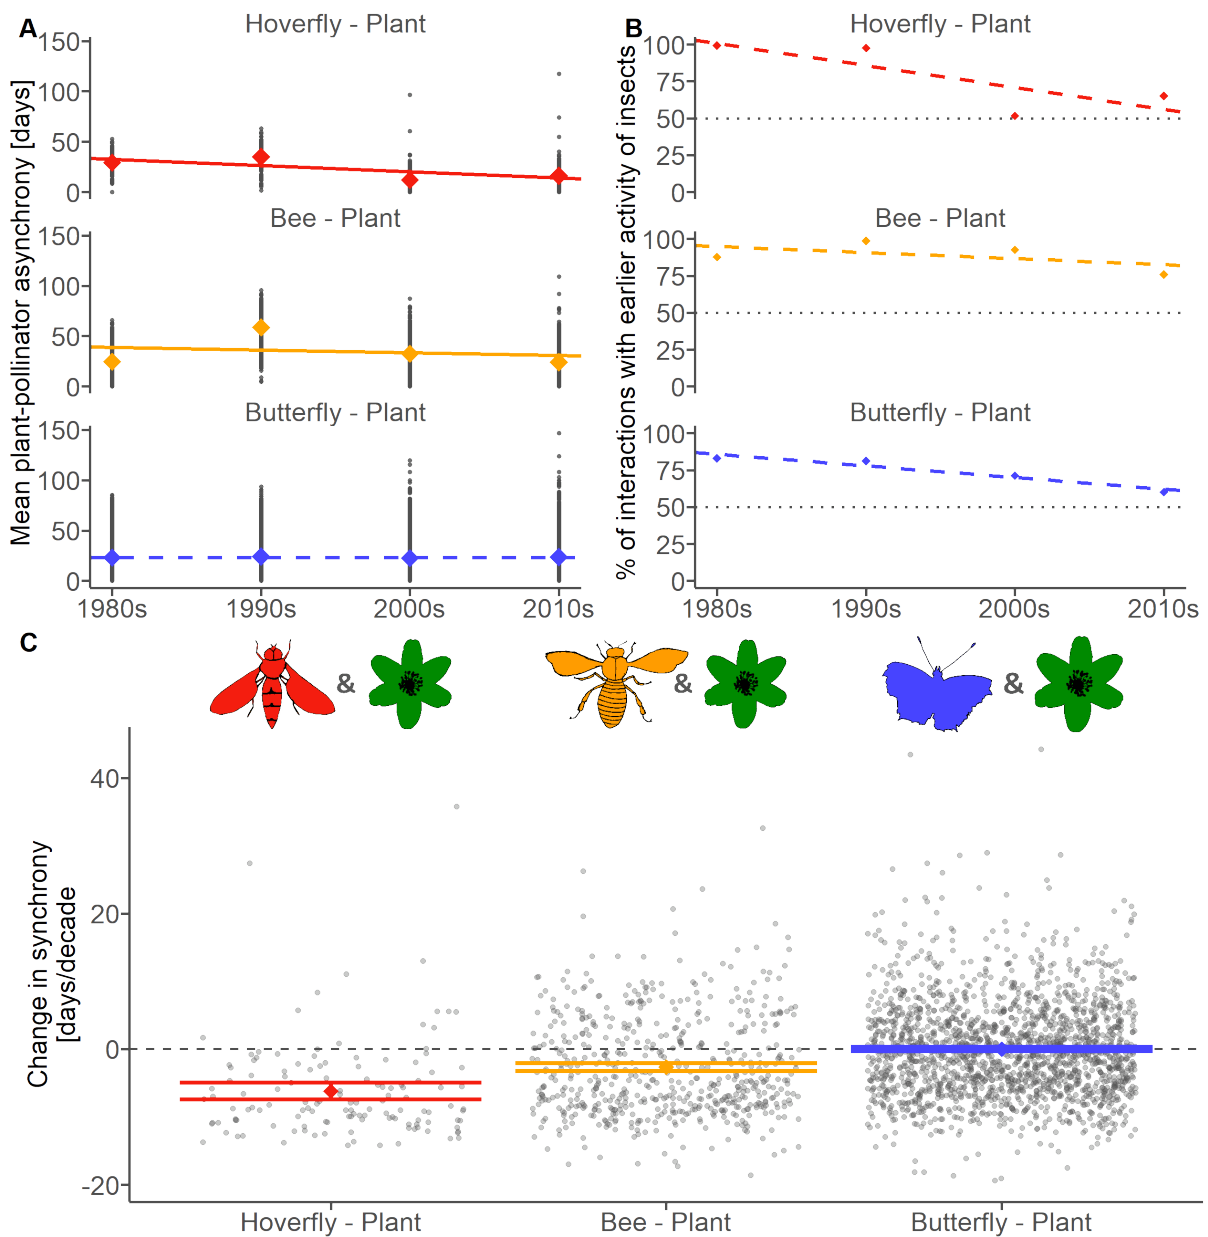 A
Hoverfly - Plant
150
100
50
0
Bee - Plant
150
100
50
0
Butterfly - Plant
150
100
50
0
Mean plant-pollinator asynchrony [days]
1980s 1990s 2000s 2010s
B
Hoverfly - Plant
100
75
50
25
0
Bee - Plant
100
75
50
25
0
Butterfly - Plant
100
75
50
25
0
% of interactions with earlier activity of insects
1980s 1990s 2000s 2010s
C
& & &
Change in synchrony
[days/decade]
40
20
0
-20
Hoverfly - Plant Bee - Plant Butterfly - Plant